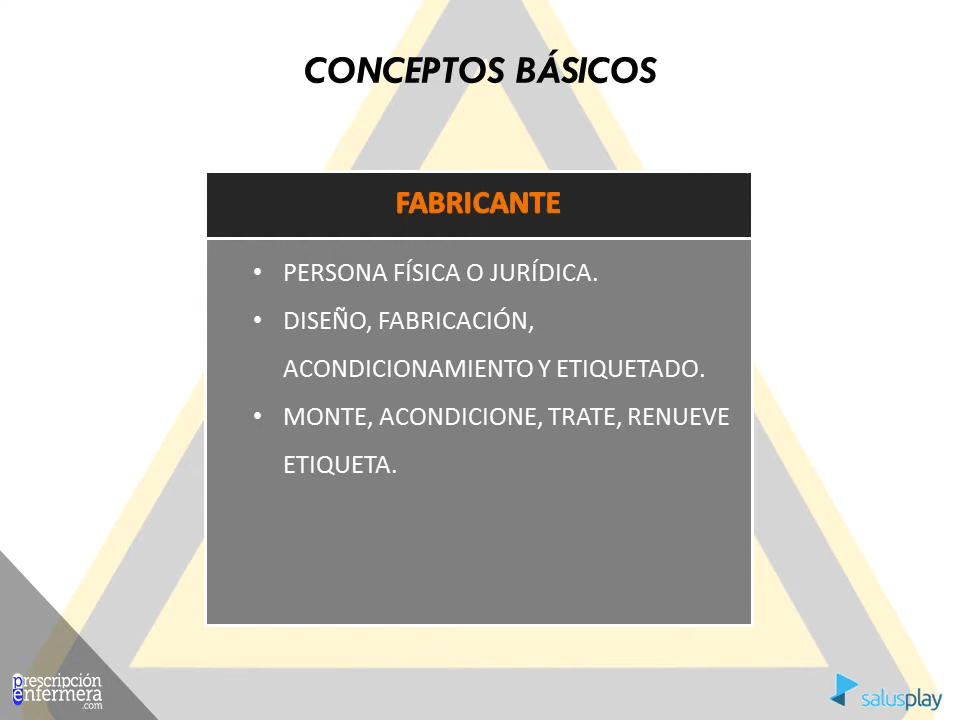 CONCEPTOS BÁSICOS
FABRICANTE
• PERSONA FÍSICA O JURÍDICA.
• DISEÑO, FABRICACIÓN,
ACONDICIONAMIENTO Y ETIQUETADO.
• MONTE, ACONDICIONE, TRATE, RENUEVE
ETIQUETA.
prescripción
enfermera
.com
salusplay